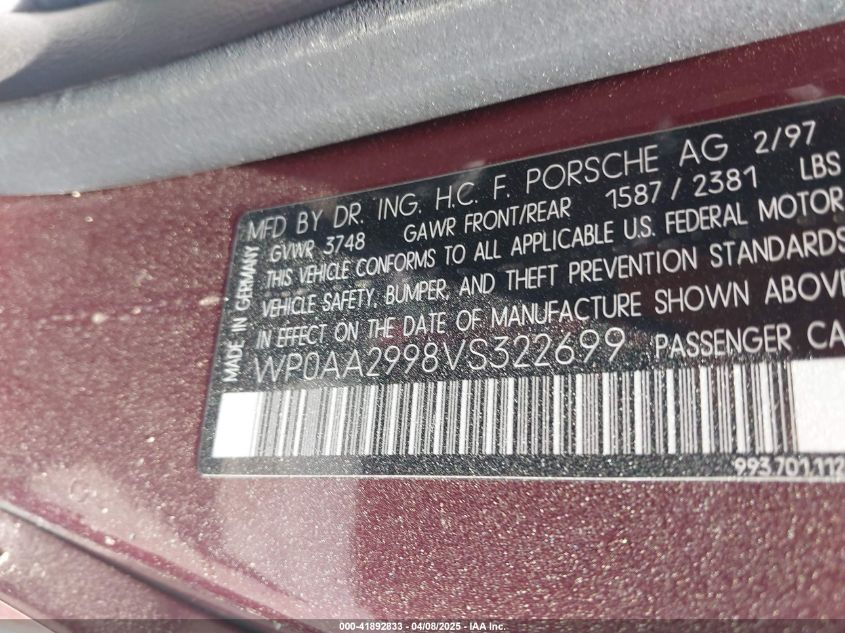 MFD BY DR. ING. H.C. F. PORSCHE AG 2/97
GVWR 3748 GAWR FRONT/REAR 1587 / 2381 LBS
THIS VEHICLE CONFORMS TO ALL APPLICABLE U.S. FEDERAL MOTOR
VEHICLE SAFETY, BUMPER, AND THEFT PREVENTION STANDARDS
IN EFFECT ON THE DATE OF MANUFACTURE SHOWN ABOVE
WP0AA2998VS322699 PASSENGER CA
MADE IN GERMANY
993.701.112
000-41892833 - 04/08/2025 - IAA Inc.